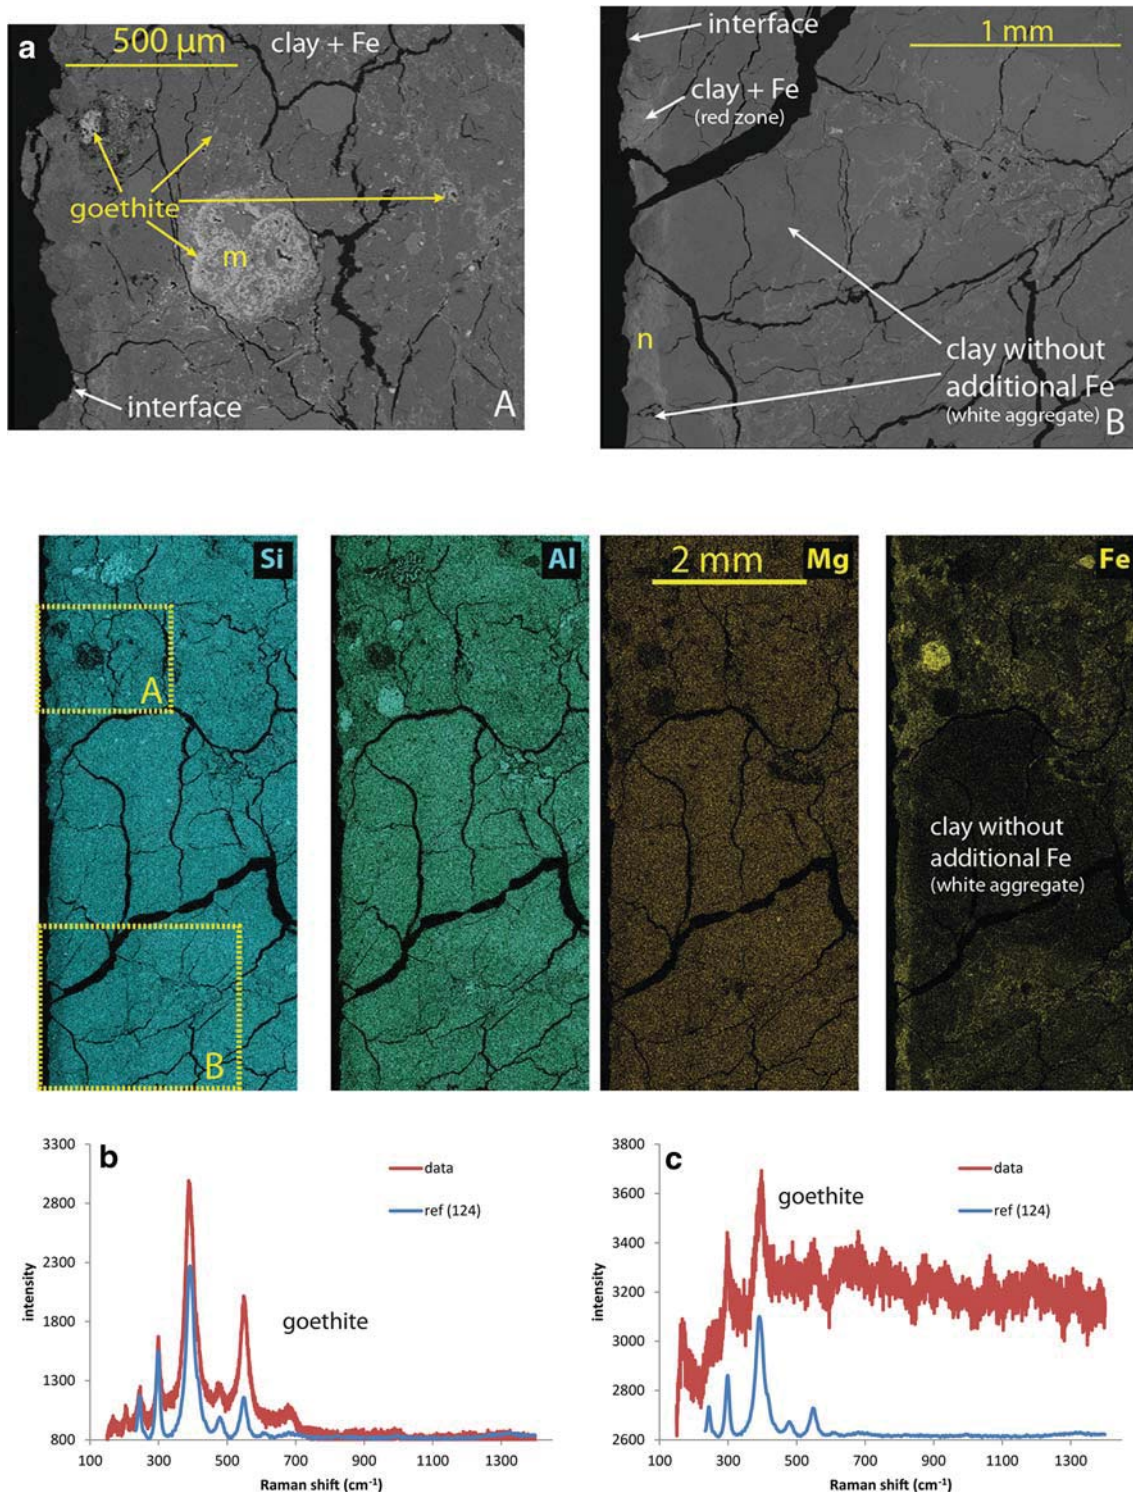 a
500 μm
clay + Fe
goethite
m
interface
A
interface
1 mm
clay + Fe
(red zone)
n
clay without
additional Fe
(white aggregate)
B
Si
A
B
Al
2 mm
Mg
Fe
clay without
additional Fe
(white aggregate)
b
3300
2800
2300
1800
1300
800
intensity
data
ref (124)
goethite
100 300 500 700 900 1100 1300
Raman shift (cm⁻¹)
c
3800
3600
3400
3200
3000
2800
2600
intensity
data
goethite
ref (124)
100 300 500 700 900 1100 1300
Raman shift (cm⁻¹)